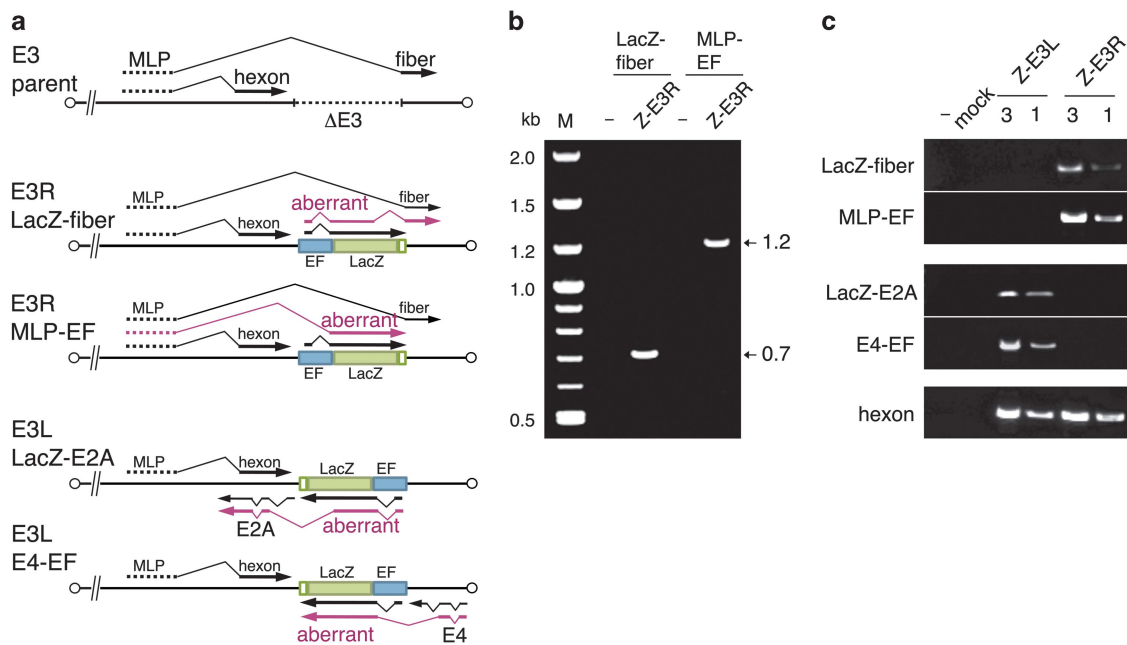 a
E3
parent
MLP
fiber
hexon
ΔE3
E3R
LacZ-fiber
MLP
fiber
aberrant
hexon
EF
LacZ
E3R
MLP-EF
MLP
fiber
aberrant
hexon
EF
LacZ
E3L
LacZ-E2A
MLP
hexon
LacZ
EF
E2A
aberrant
E3L
E4-EF
MLP
hexon
LacZ
EF
aberrant
E4
b
LacZ-
fiber
MLP-
EF
kb
M
–
Z-E3R
–
Z-E3R
2.0
1.5
1.2
1.0
0.5
1.2
0.7
c
Z-E3L
Z-E3R
–
mock
3
1
3
1
LacZ-fiber
MLP-EF
LacZ-E2A
E4-EF
hexon